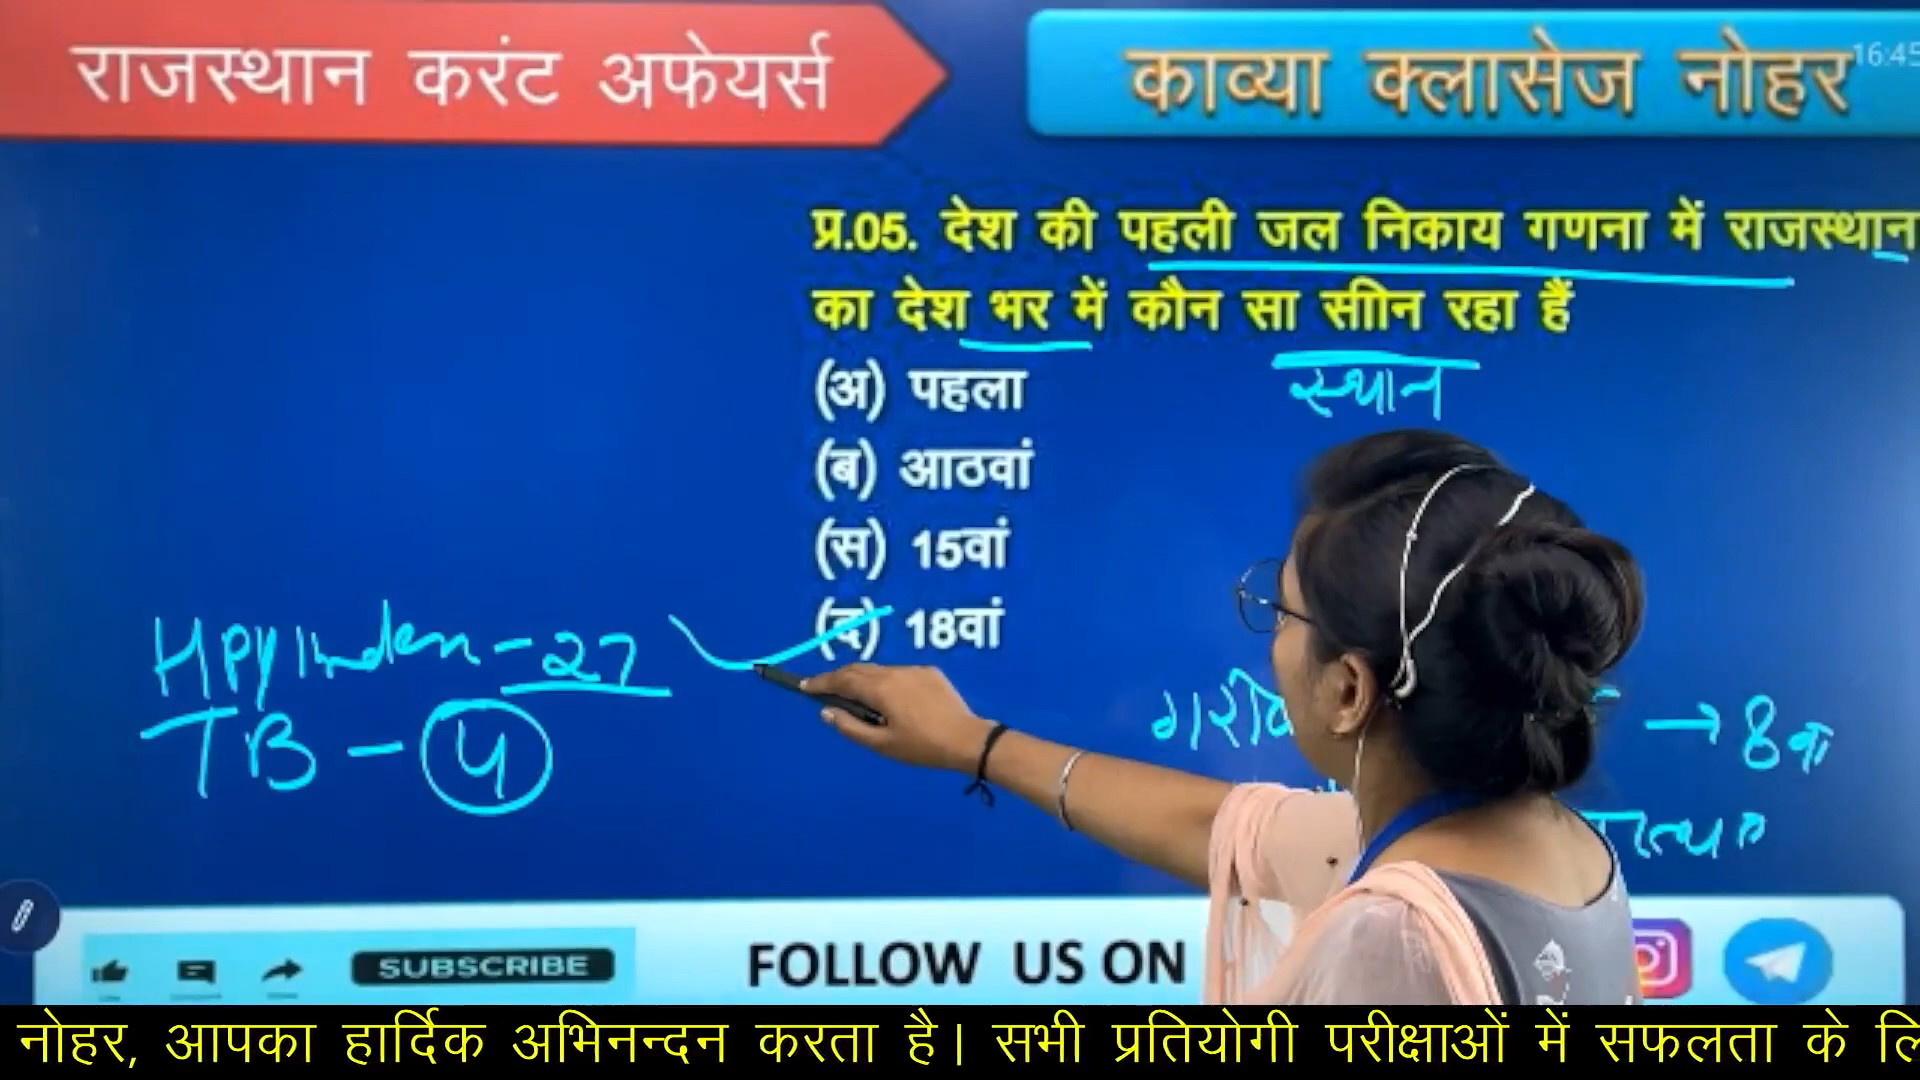 राजस्थान करंट अफेयर्स
काव्या क्लासेज नोहर
16:45
प्र.05. देश की पहली जल निकाय गणना में राजस्थान
का देश भर में कौन सा सीान रहा हैं
स्थान
(अ) पहला
(ब) आठवां
(स) 15वां
(द) 18वां
HPY Index - 27
TB - 4
→ 8वा
SUBSCRIBE
FOLLOW US ON
नोहर, आपका हार्दिक अभिनन्दन करता है। सभी प्रतियोगी परीक्षाओं में सफलता के